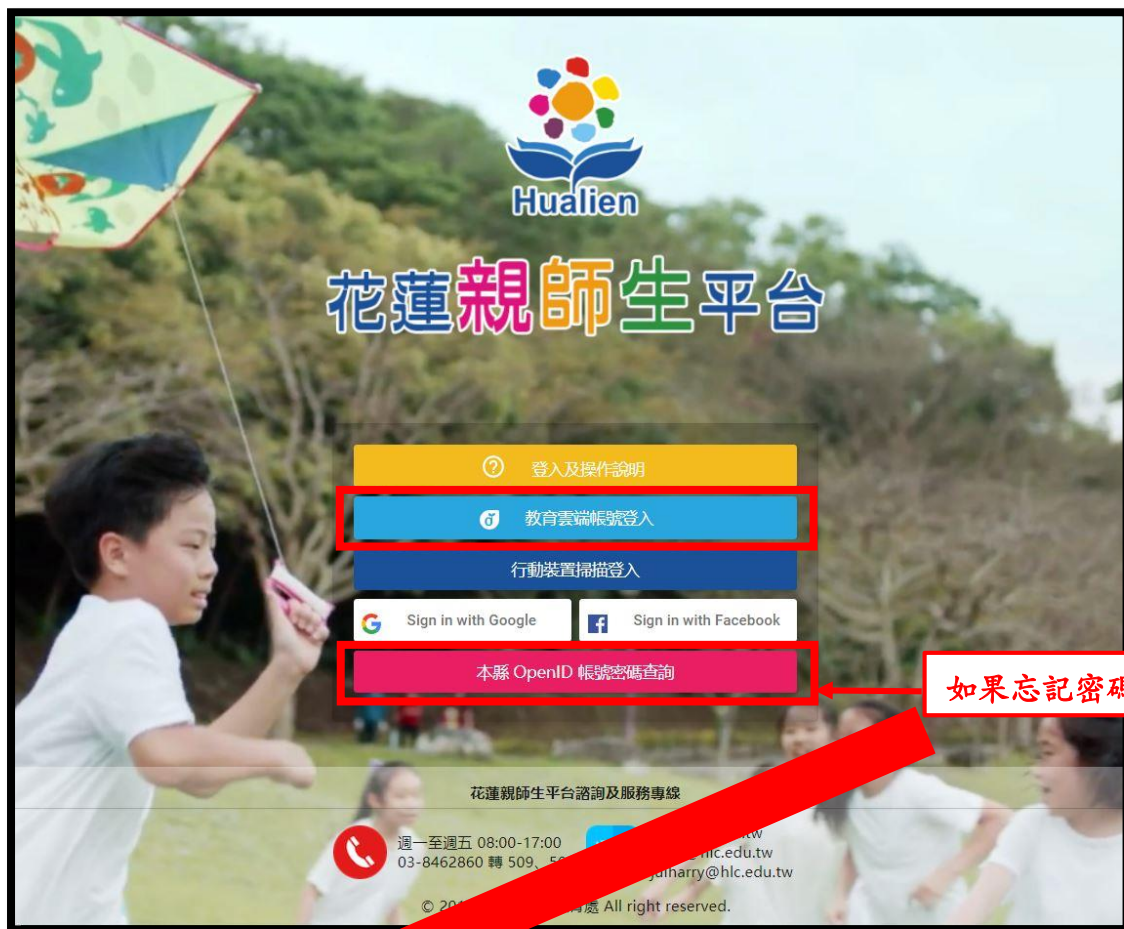 Hualien
花蓮親師生平台
登入及操作說明
教育雲端帳號登入
行動裝置掃描登入
Sign in with Google
Sign in with Facebook
本縣 OpenID 帳號密碼查詢
如果忘記密碼
花蓮親師生平台諮詢及服務專線
週一至週五 08:00-17:00
03-8462860 轉 509、
hlc.edu.tw
harry@hlc.edu.tw
© 20
處 All right reserved.